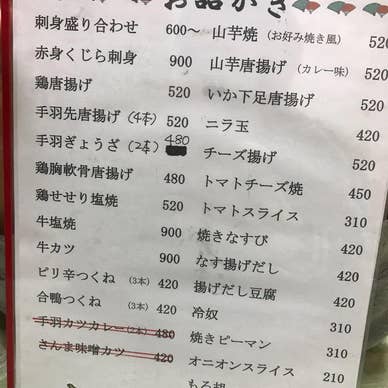 お品がき
刺身盛り合わせ 600〜
赤身くじら刺身 900
鶏唐揚げ 520
手羽先唐揚げ(4本) 520
手羽ぎょうざ(2本) 480
鶏胸軟骨唐揚げ 480
鶏せせり塩焼 520
牛塩焼 900
牛カツ 900
ピリ辛つくね (3本) 420
合鴨つくね (3本) 420
手羽カツカレー(2本) 480
さんま味噌カツ 420
山芋焼(お好み焼き風) 520
山芋唐揚げ(カレー味) 520
いか下足唐揚げ 520
ニラ玉 420
チーズ揚げ 520
トマトチーズ焼 450
トマトスライス 310
焼きなすび 420
なす揚げだし 420
揚げだし豆腐 420
冷奴 310
焼きピーマン 310
オニオンスライス 210